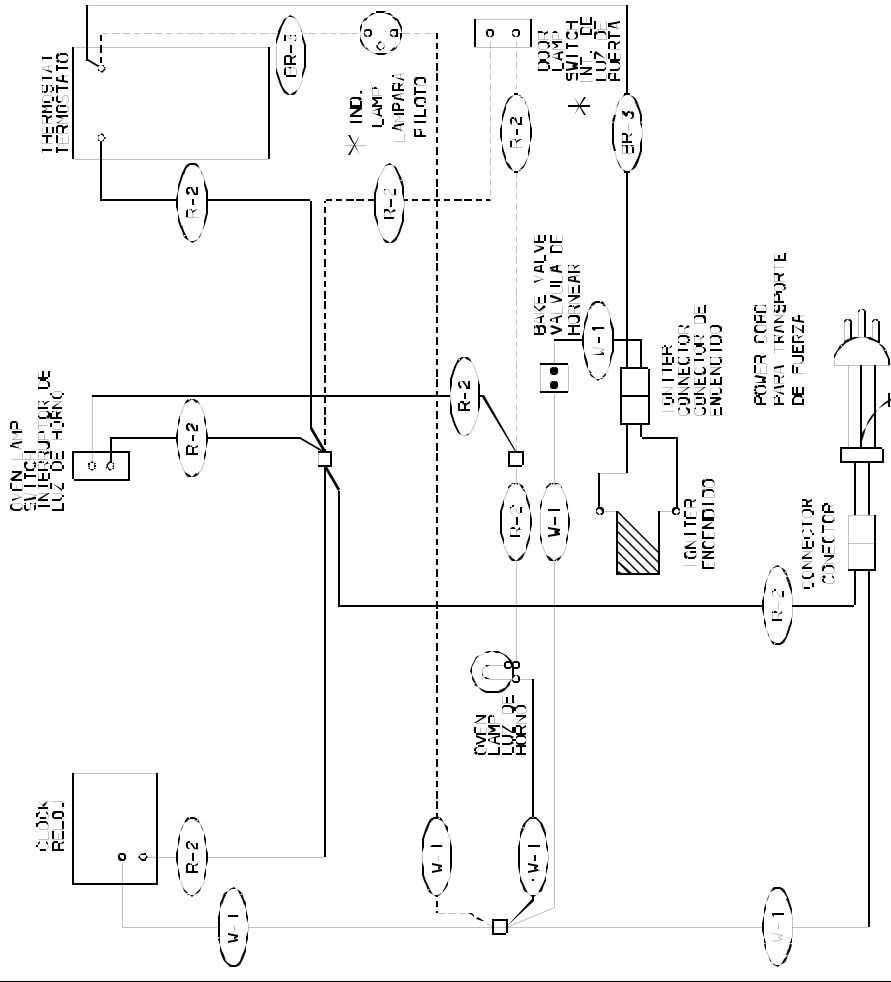 THERMOSTAT
TERMOSTATO
BR-3
* IND.
LAMP
LAMPARA
PILOTO
DOOR
LAMP
SWITCH
INT. DE
LUZ DE
PUERTA
*
R-2
BR-3
R-2
R-2
OVEN LAMP
SWITCH
INTERRUPTOR DE
LUZ DE HORNO
R-2
R-2
BAKE VALVE
VALVULA DE
HORNEAR
W-1
IGNITER
CONNECTOR
CONECTOR DE
ENCENDIDO
POWER CORD
PARA TRANSPORTE
DE FUERZA
R-2
W-1
IGNITER
ENCENDIDO
CONNECTOR
CONECTOR
R-2
OVEN
LAMP
LUZ DE
HORNO
CLOCK
RELOJ
R-2
W-1
W-1
W-1
W-1